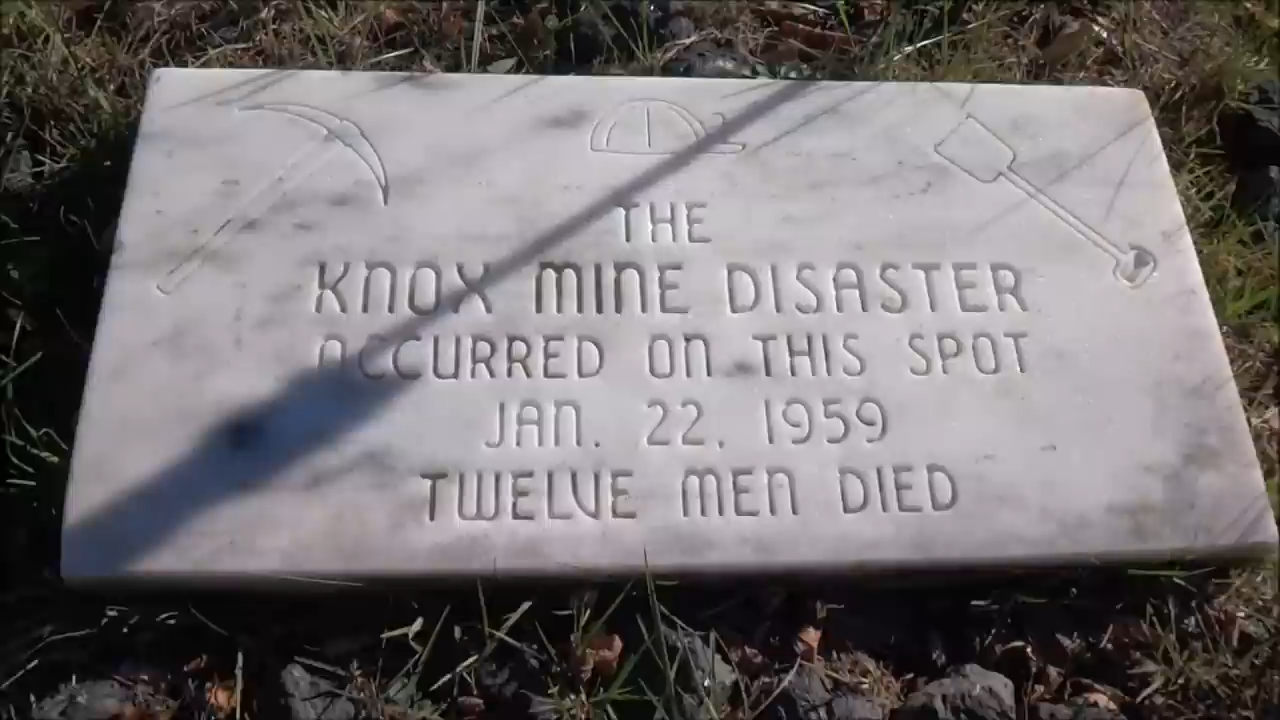 THE
KNOX MINE DISASTER
OCCURRED ON THIS SPOT
JAN. 22, 1959
TWELVE MEN DIED